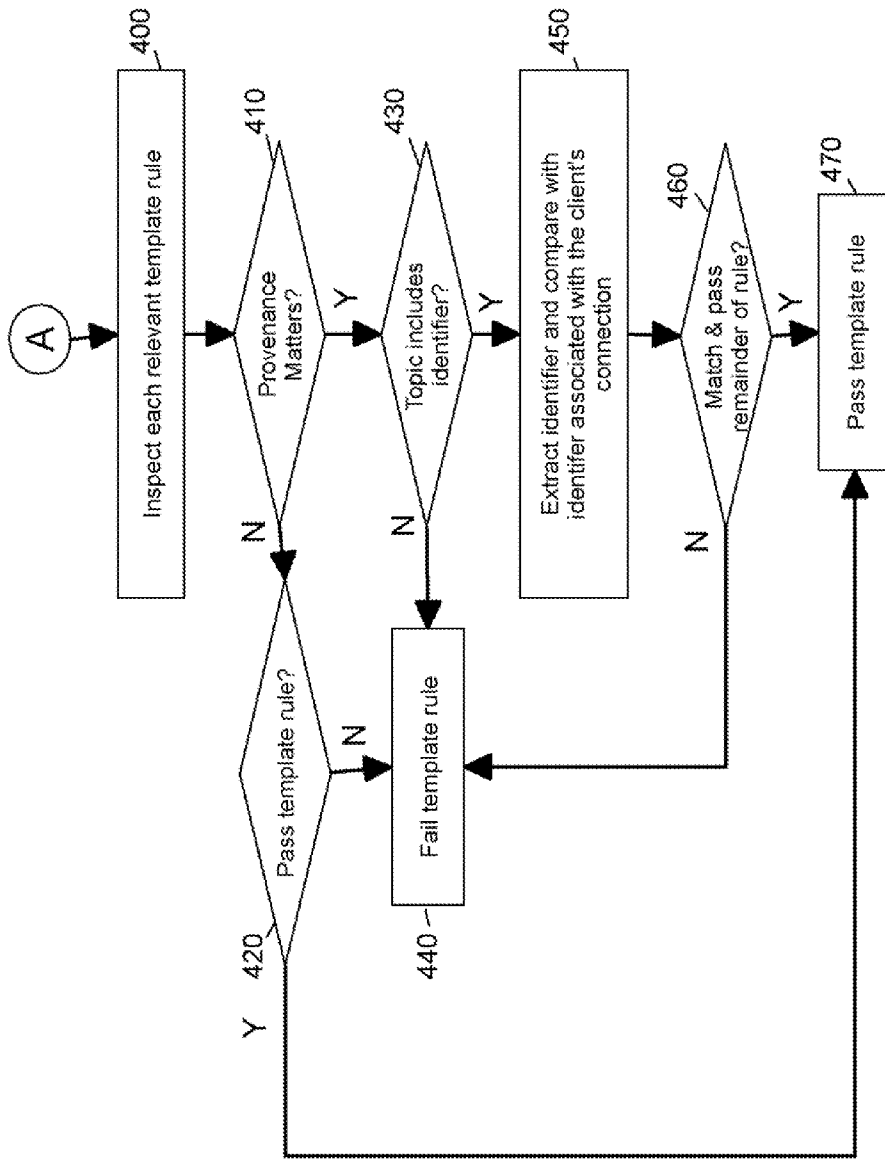 A
400
Inspect each relevant template rule
410
Provenance
Matters?
N
Y
420
Pass template rule?
Y
N
430
Topic includes
identifier?
N
Y
440
Fail template rule
450
Extract identifier and compare with
identifer associated with the client's
connection
460
Match & pass
remainder of rule?
N
Y
470
Pass template rule